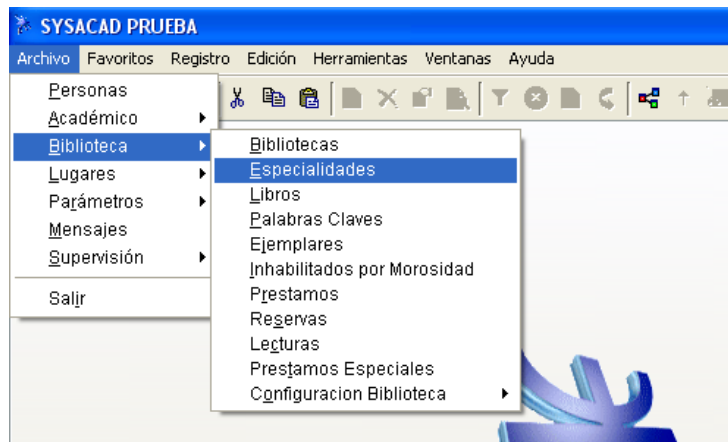 SYSACAD PRUEBA
Archivo Favoritos Registro Edición Herramientas Ventanas Ayuda
Personas
Académico
Biblioteca
Lugares
Parámetros
Mensajes
Supervisión
Salir
Bibliotecas
Especialidades
Libros
Palabras Claves
Ejemplares
Inhabilitados por Morosidad
Prestamos
Reservas
Lecturas
Prestamos Especiales
Configuracion Biblioteca